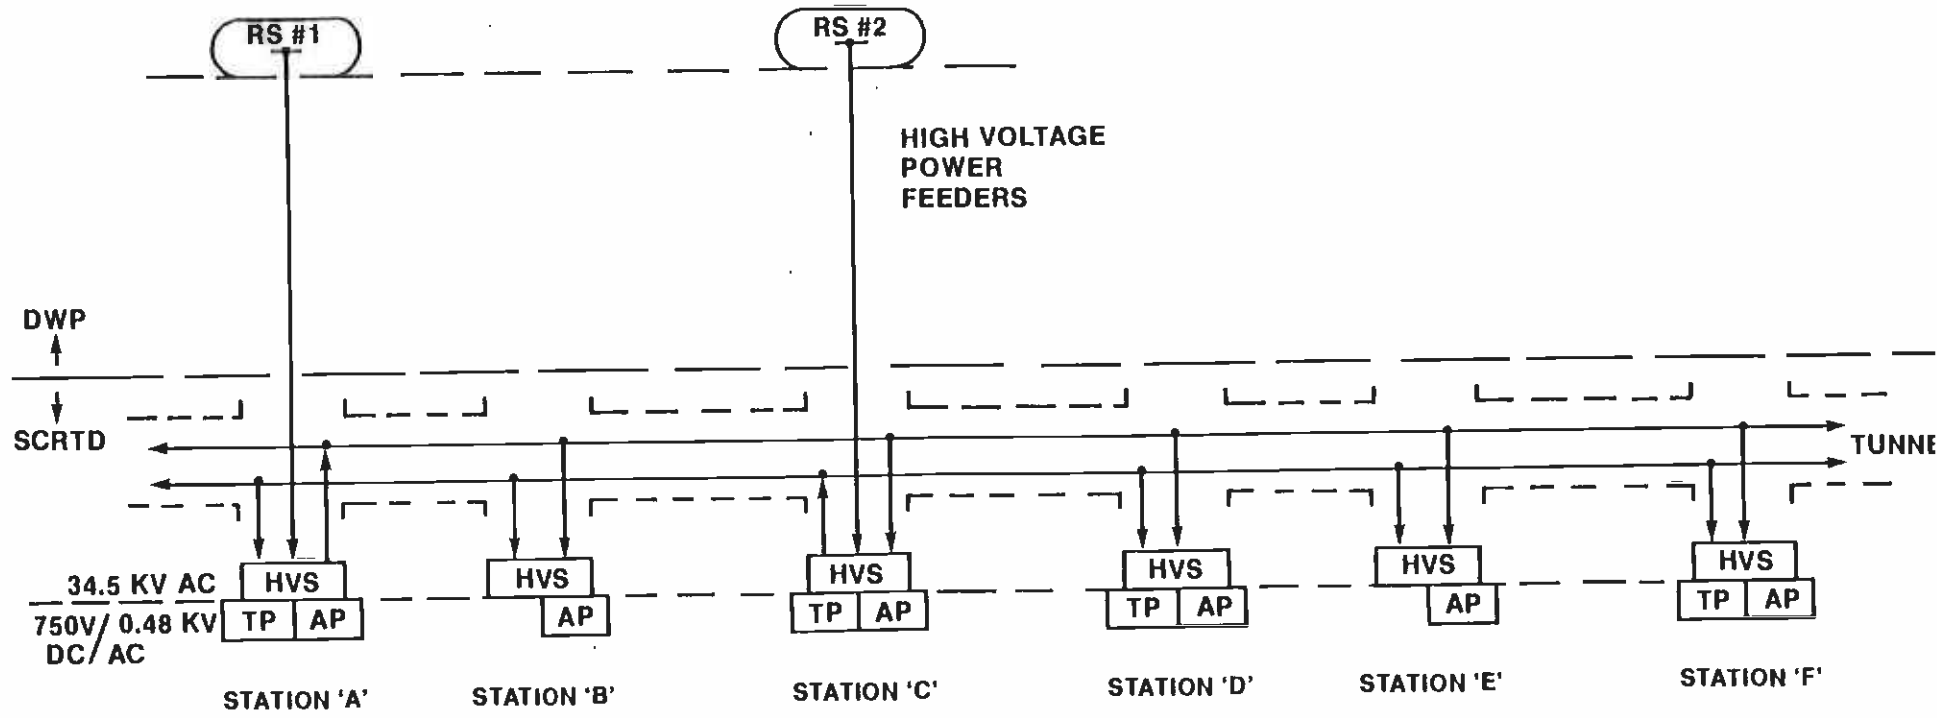 RS #1
RS #2
HIGH VOLTAGE
POWER
FEEDERS
DWP
SCRTD
TUNNE
34.5 KV AC
750V/0.48 KV
DC/AC
HVS
TP AP
STATION 'A'
HVS
AP
STATION 'B'
HVS
TP AP
STATION 'C'
HVS
TP AP
STATION 'D'
HVS
AP
STATION 'E'
HVS
TP AP
STATION 'F'